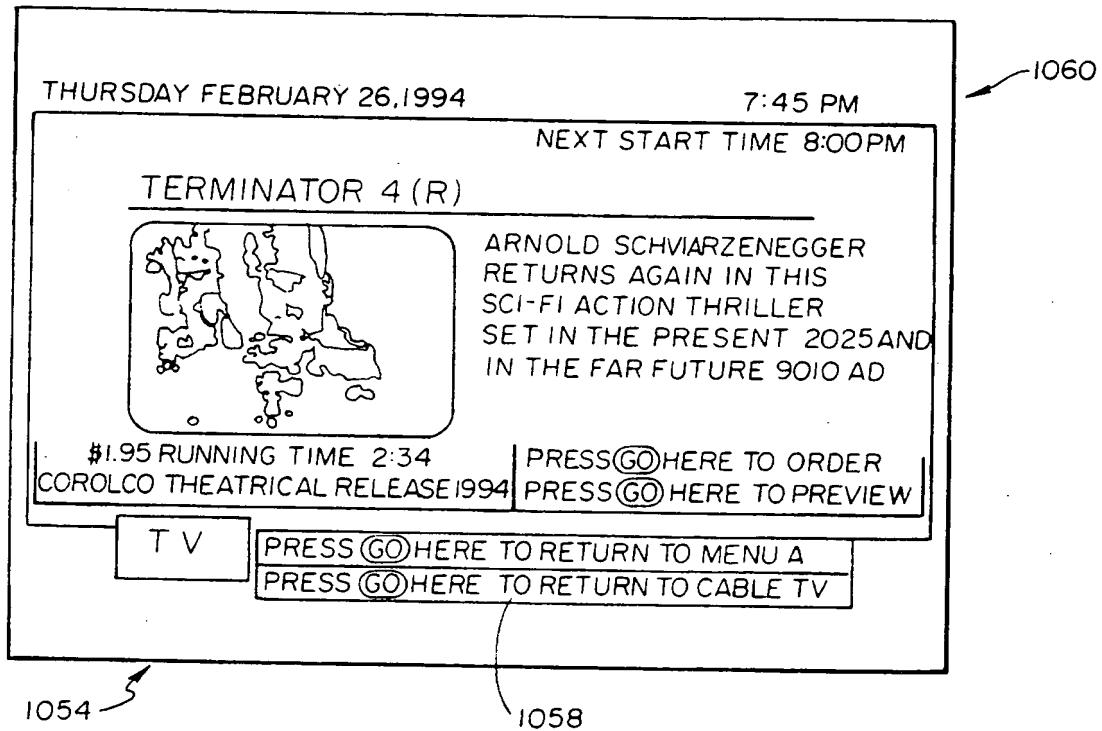 THURSDAY FEBRUARY 26,1994 7:45 PM
1060
NEXT START TIME 8:00PM
TERMINATOR 4 (R)
ARNOLD SCHVIARZENEGGER
RETURNS AGAIN IN THIS
SCI-FI ACTION THRILLER
SET IN THE PRESENT 2025 AND
IN THE FAR FUTURE 9010 AD
$1.95 RUNNING TIME 2:34
COROLCO THEATRICAL RELEASE 1994
PRESS GO HERE TO ORDER
PRESS GO HERE TO PREVIEW
TV
PRESS GO HERE TO RETURN TO MENU A
PRESS GO HERE TO RETURN TO CABLE TV
1054
1058